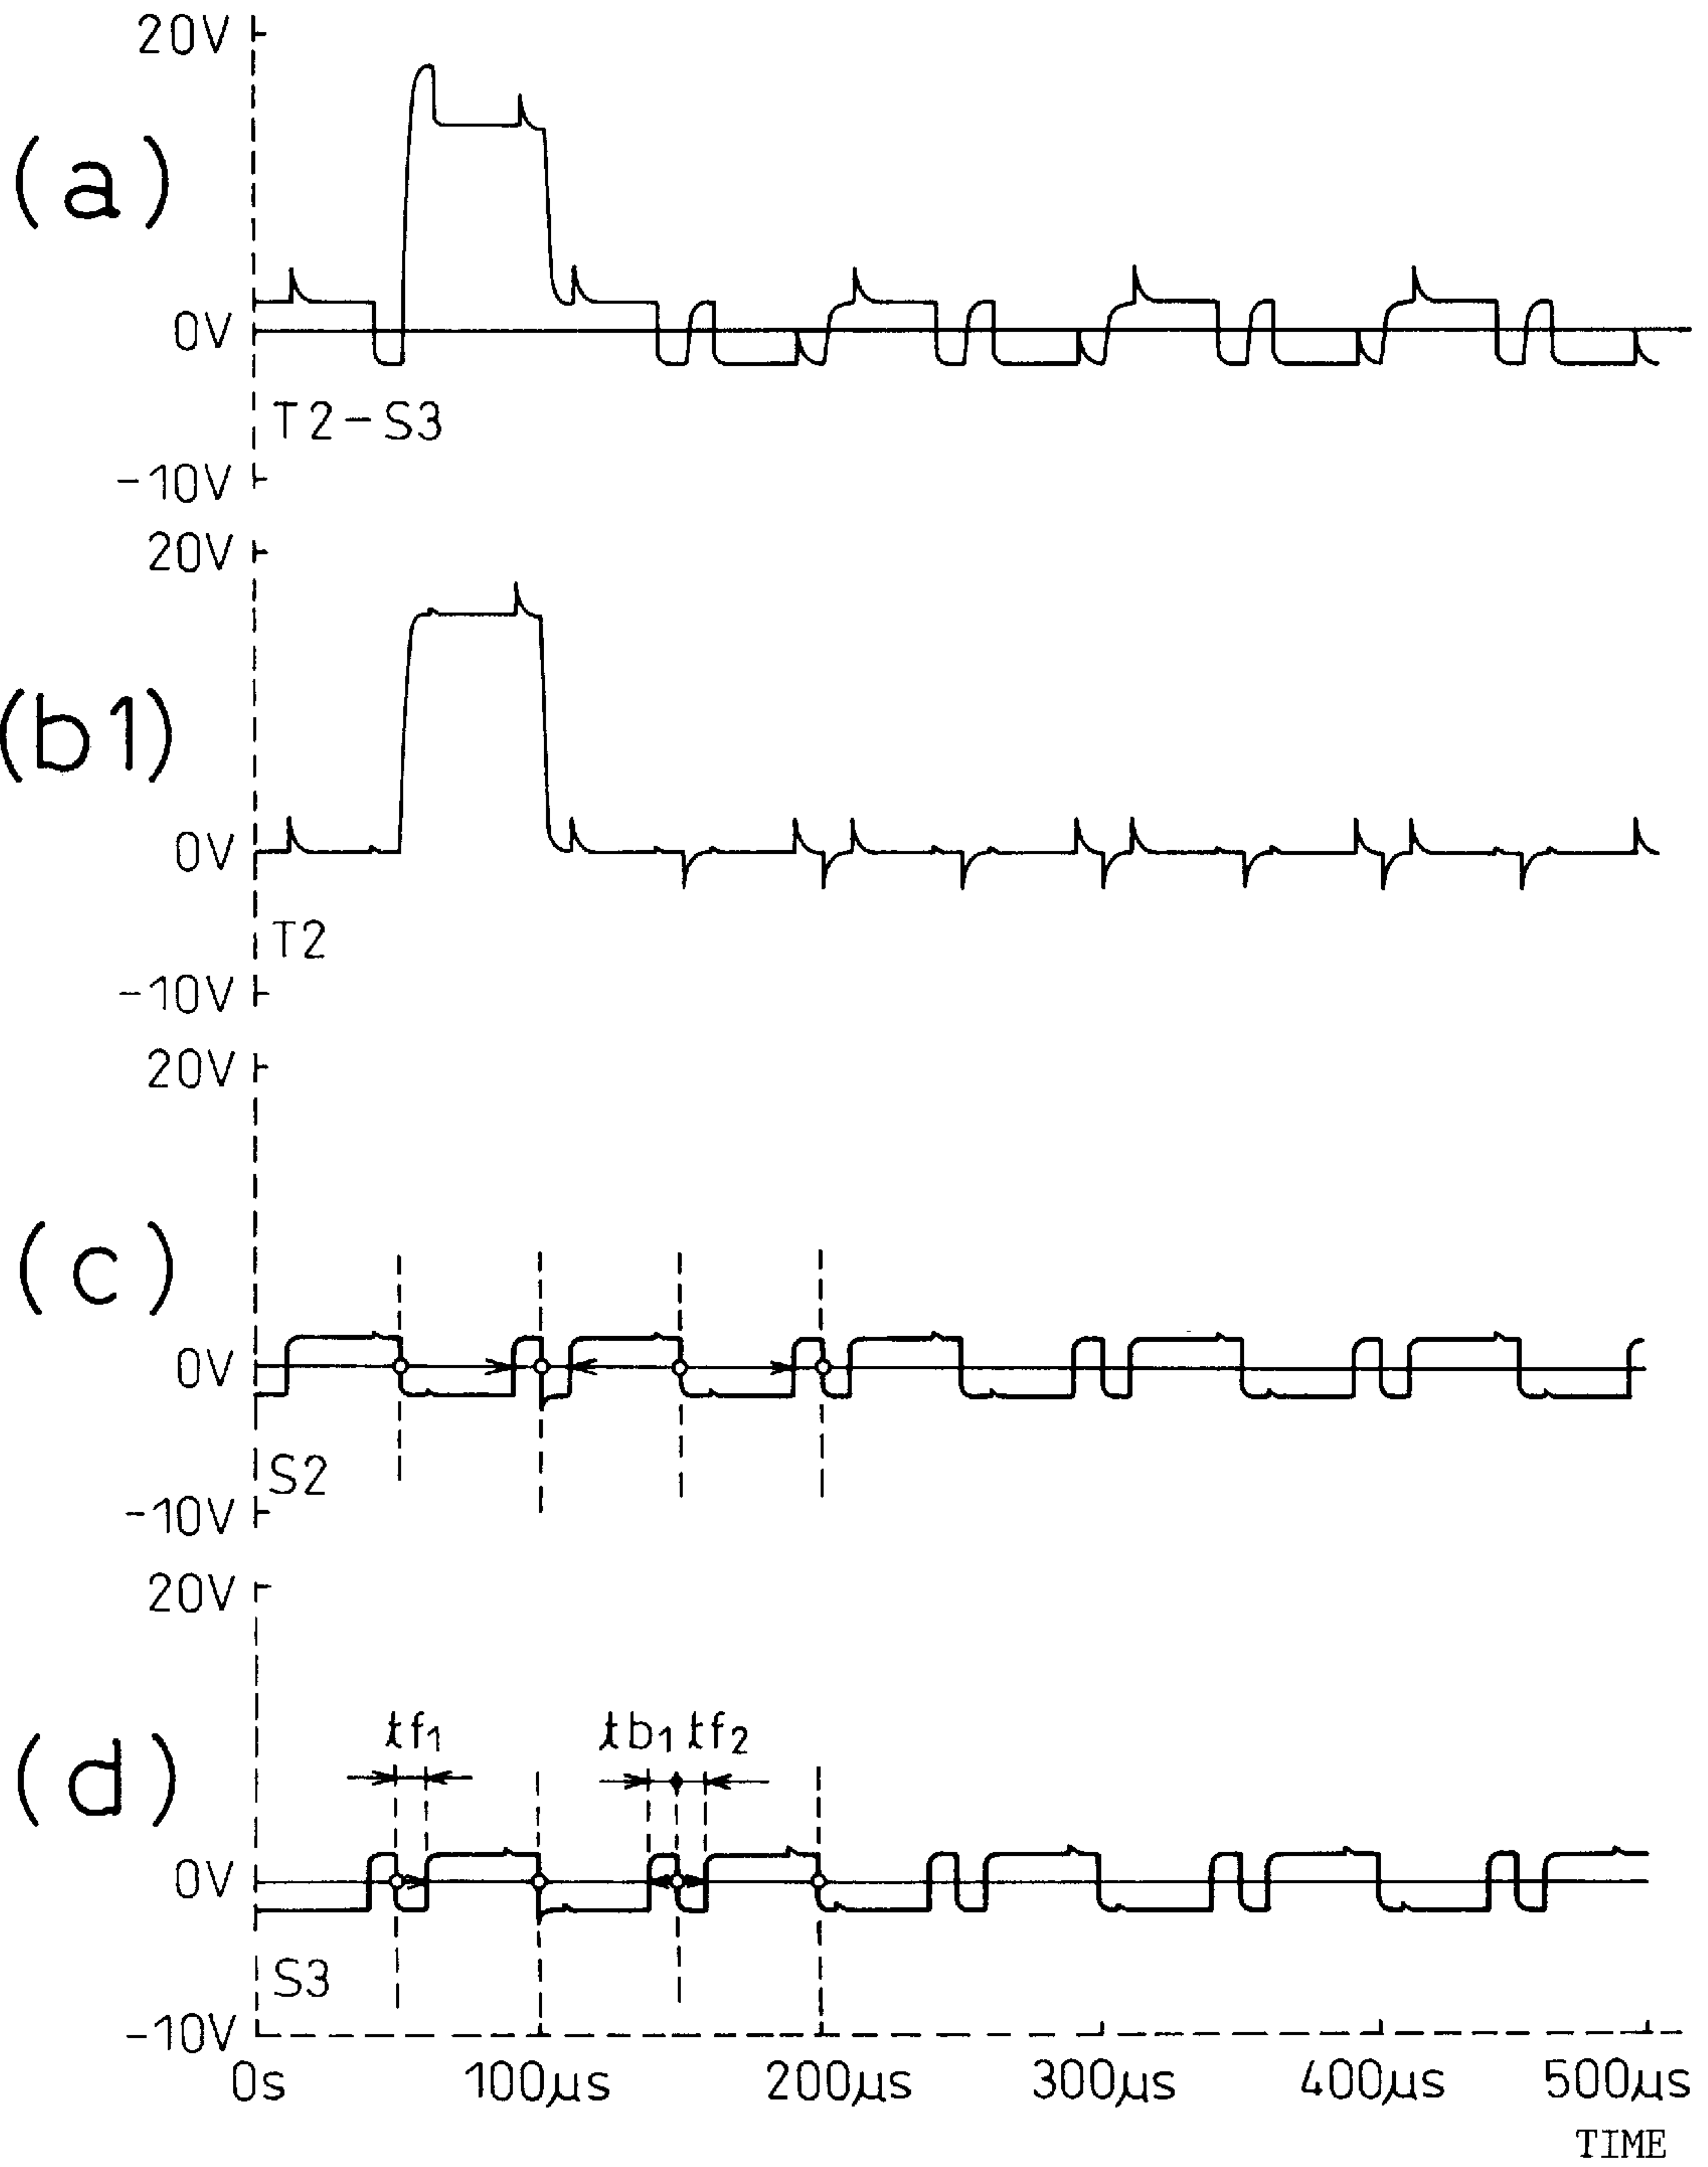 20V
(a)
0V
T2-S3
-10V
20V
(b1)
0V
T2
-10V
20V
(c)
0V
S2
-10V
20V
tf1 tb1 tf2
(d)
0V
S3
-10V
0s 100μs 200μs 300μs 400μs 500μs
TIME